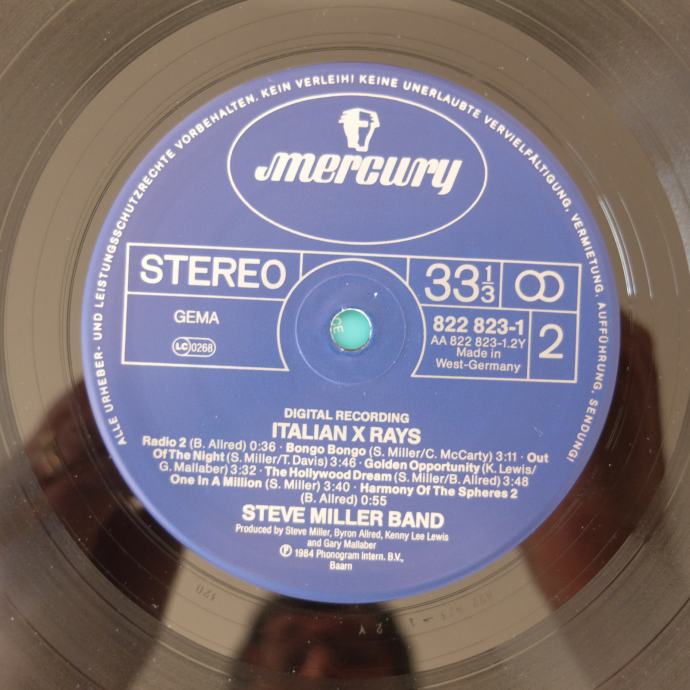 ALLE URHEBER- UND LEISTUNGSSCHUTZRECHTE VORBEHALTEN. KEIN VERLEIH! KEINE UNERLAUBTE VERVIELFÄLTIGUNG, VERMIETUNG, AUFFÜHRUNG, SENDUNG!
mercury
STEREO
33 1/3
GEMA
822 823-1
AA 822 823-1.2Y
Made in
West-Germany
2
LC 0268
DIGITAL RECORDING
ITALIAN X RAYS
Radio 2 (B. Allred) 0:36 · Bongo Bongo (S. Miller/C. McCarty) 3:11 · Out
Of The Night (S. Miller/T. Davis) 3:46 · Golden Opportunity (K. Lewis/
G. Mallaber) 3:32 · The Hollywood Dream (S. Miller/B. Allred) 3:48
One In A Million (S. Miller) 3:40 · Harmony Of The Spheres 2
(B. Allred) 0:55
STEVE MILLER BAND
Produced by Steve Miller, Byron Allred, Kenny Lee Lewis
and Gary Mallaber
Ⓟ 1984 Phonogram Intern. B.V.,
Baarn